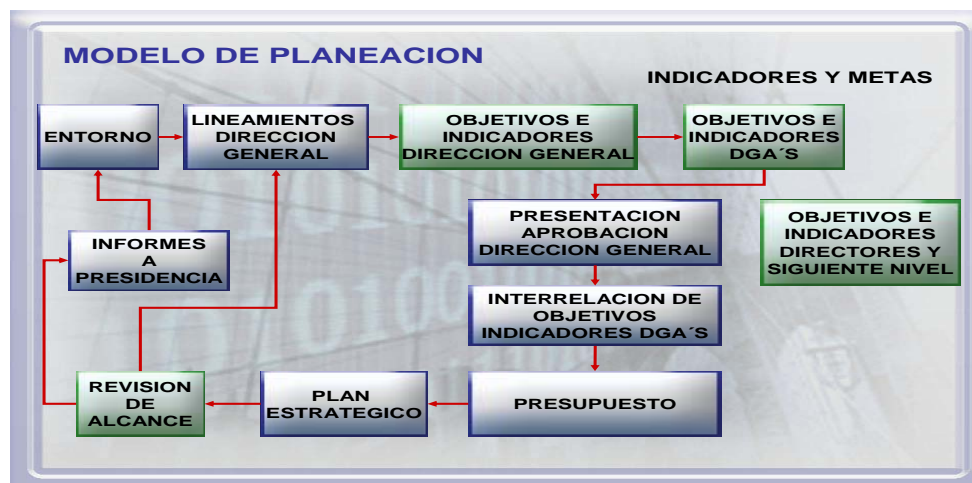 MODELO DE PLANEACION
INDICADORES Y METAS
ENTORNO
LINEAMIENTOS
DIRECCION
GENERAL
OBJETIVOS E
INDICADORES
DIRECCION GENERAL
OBJETIVOS E
INDICADORES
DGA´S
PRESENTACION
APROBACION
DIRECCION GENERAL
OBJETIVOS E
INDICADORES
DIRECTORES Y
SIGUIENTE NIVEL
INFORMES
A
PRESIDENCIA
INTERRELACION DE
OBJETIVOS
INDICADORES DGA´S
REVISION
DE
ALCANCE
PLAN
ESTRATEGICO
PRESUPUESTO